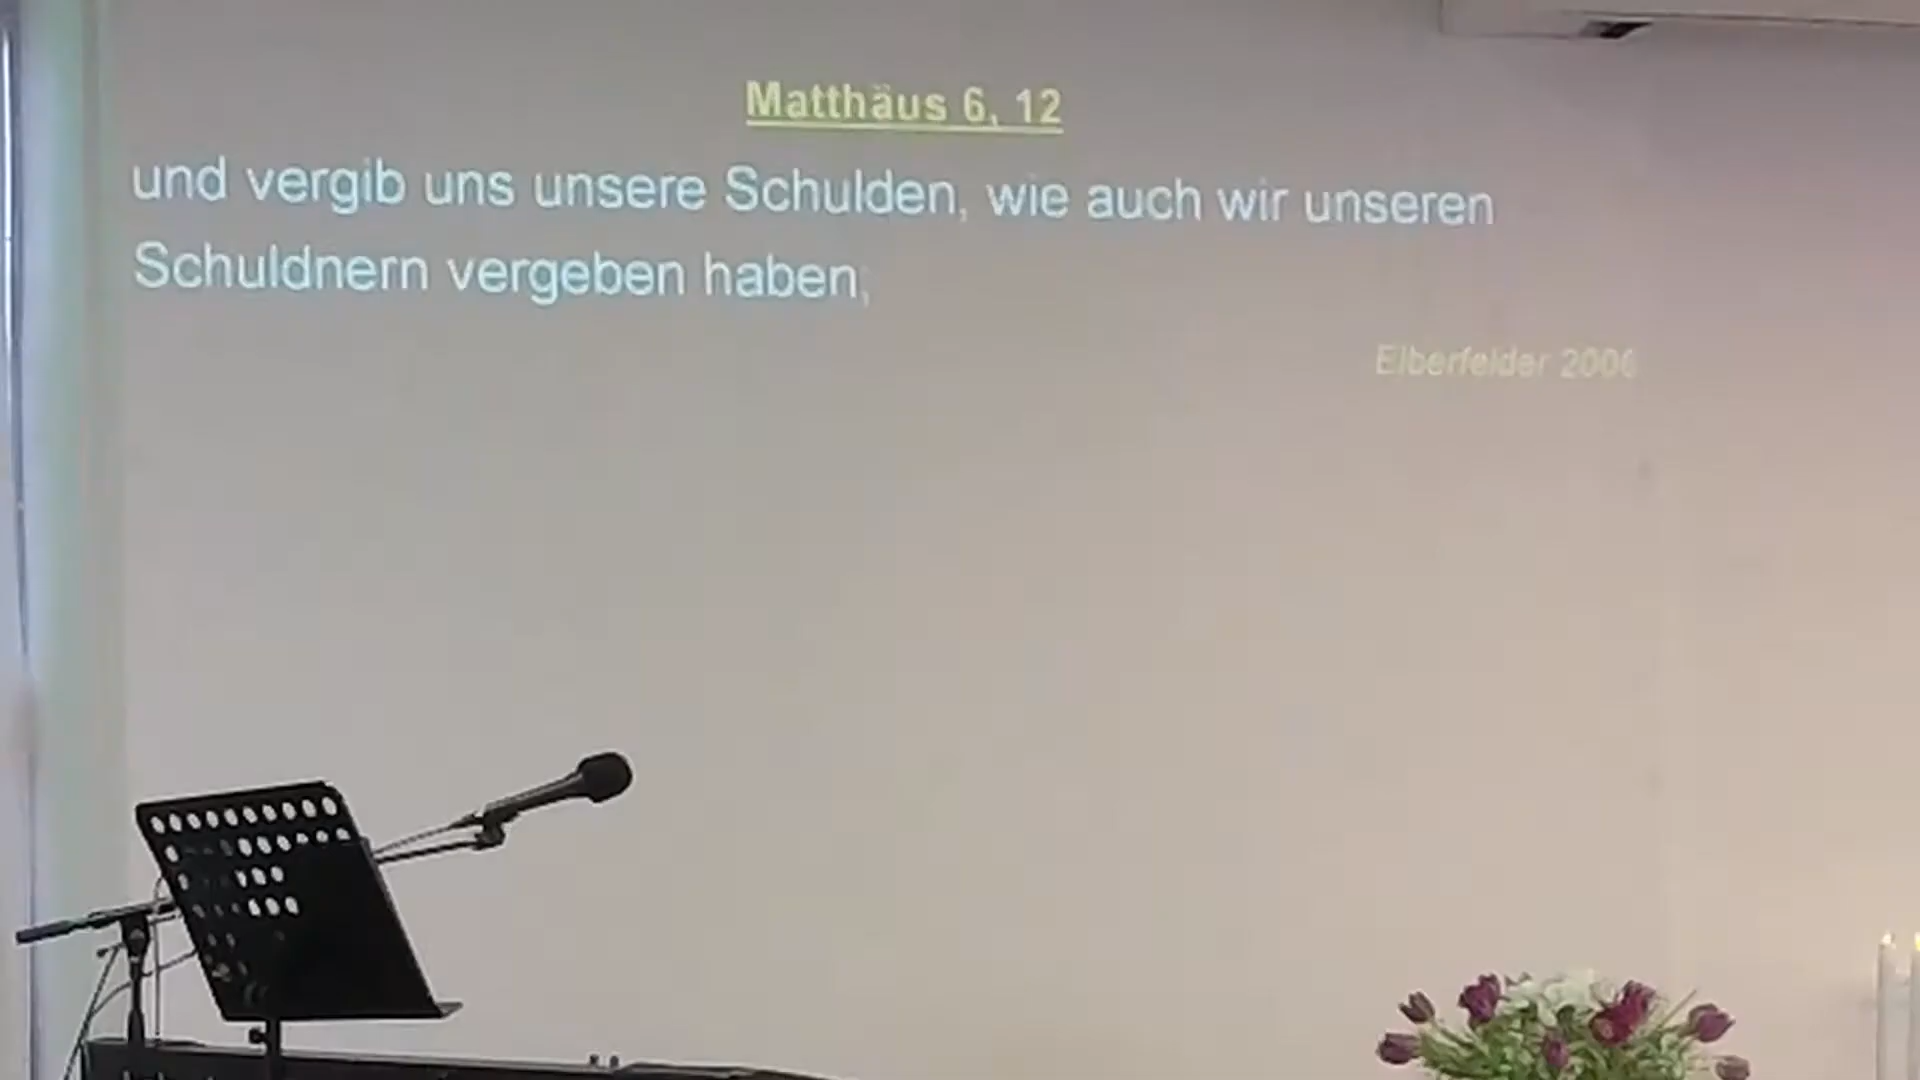 Matthäus 6, 12
und vergib uns unsere Schulden, wie auch wir unseren
Schuldnern vergeben haben;
Elberfelder 2006